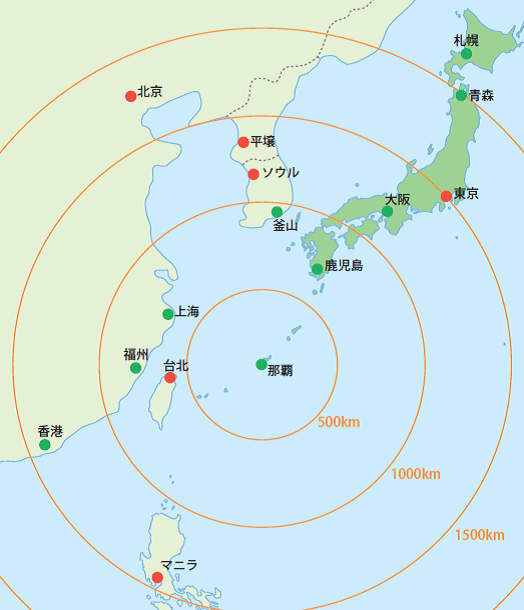 札幌
北京
青森
平壌
ソウル
大阪
東京
釜山
鹿児島
上海
福州
台北
那覇
500km
香港
1000km
1500km
マニラ